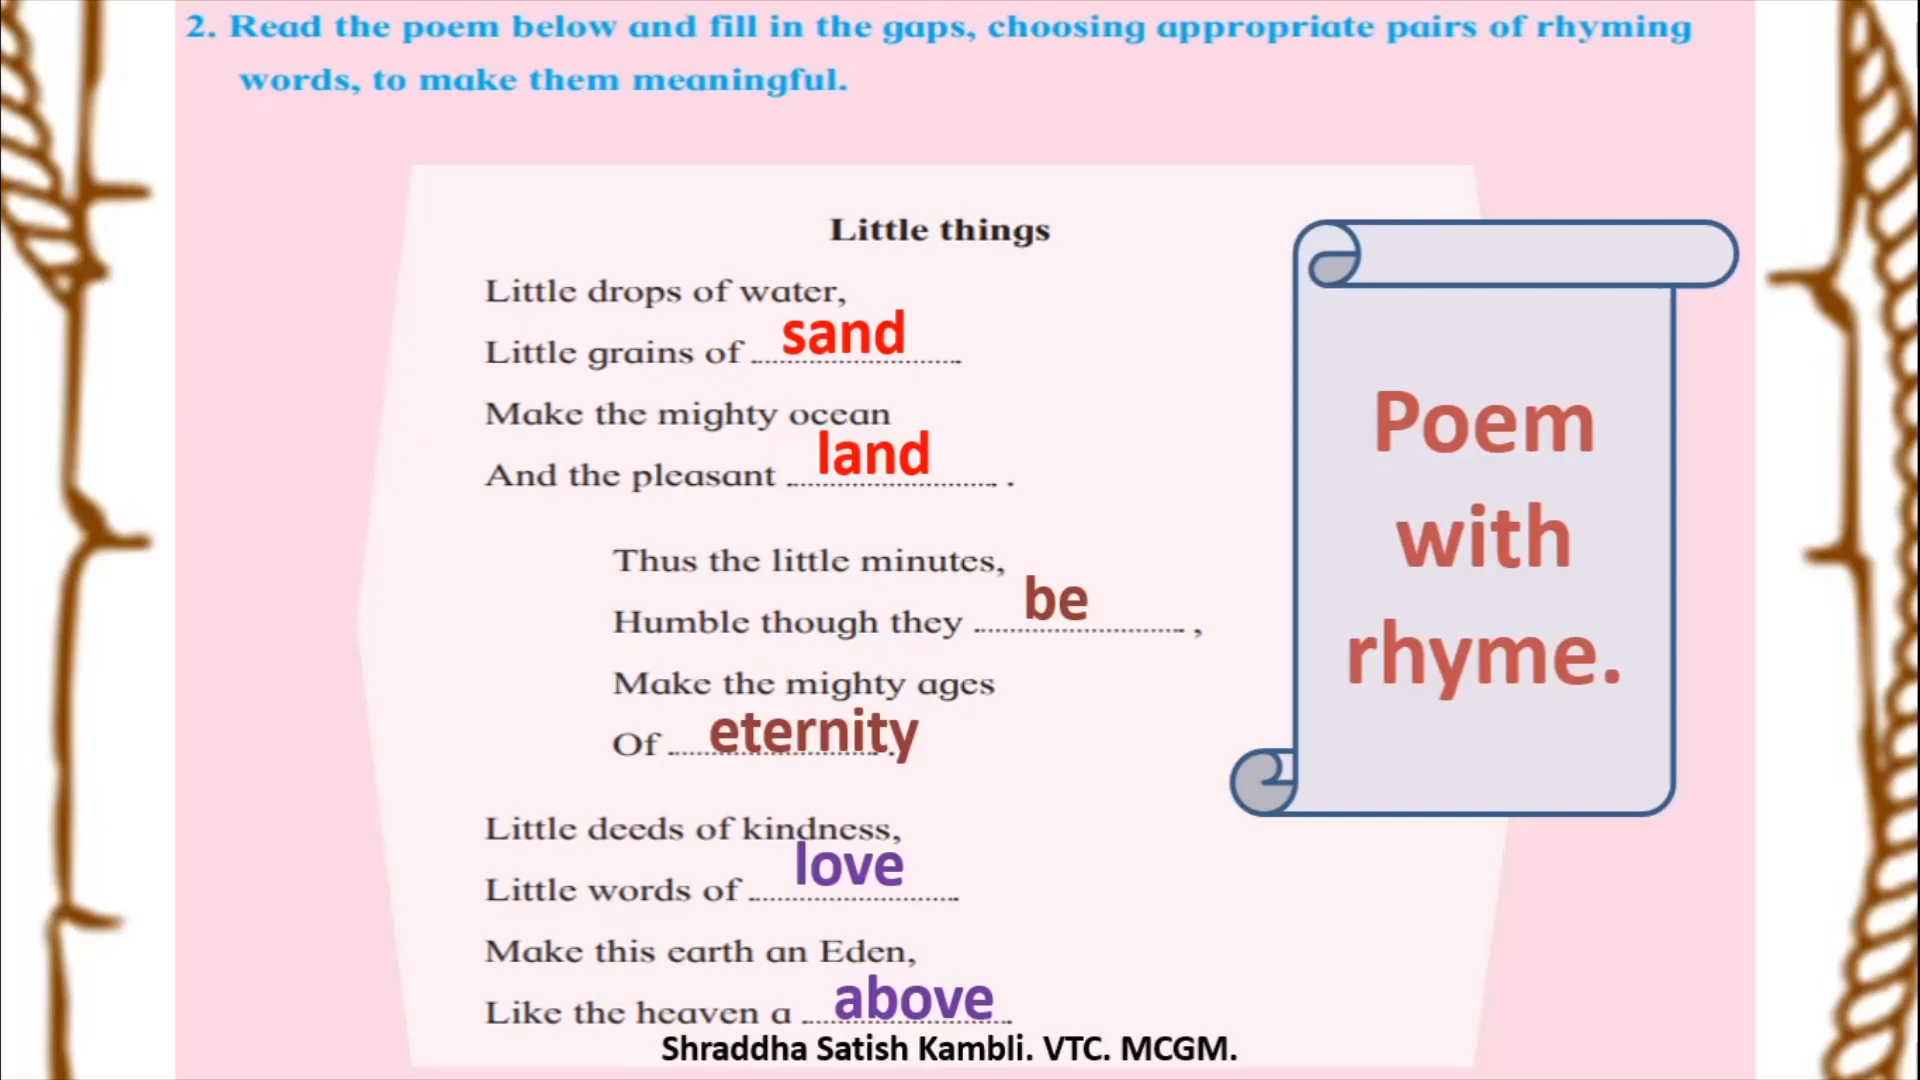 2. Read the poem below and fill in the gaps, choosing appropriate pairs of rhyming
words, to make them meaningful.
Little things
Little drops of water,
Little grains of sand
Make the mighty ocean
And the pleasant land .
Thus the little minutes,
Humble though they be ,
Make the mighty ages
Of eternity .
Little deeds of kindness,
Little words of love
Make this earth an Eden,
Like the heaven a above
Poem
with
rhyme.
Shraddha Satish Kambli. VTC. MCGM.